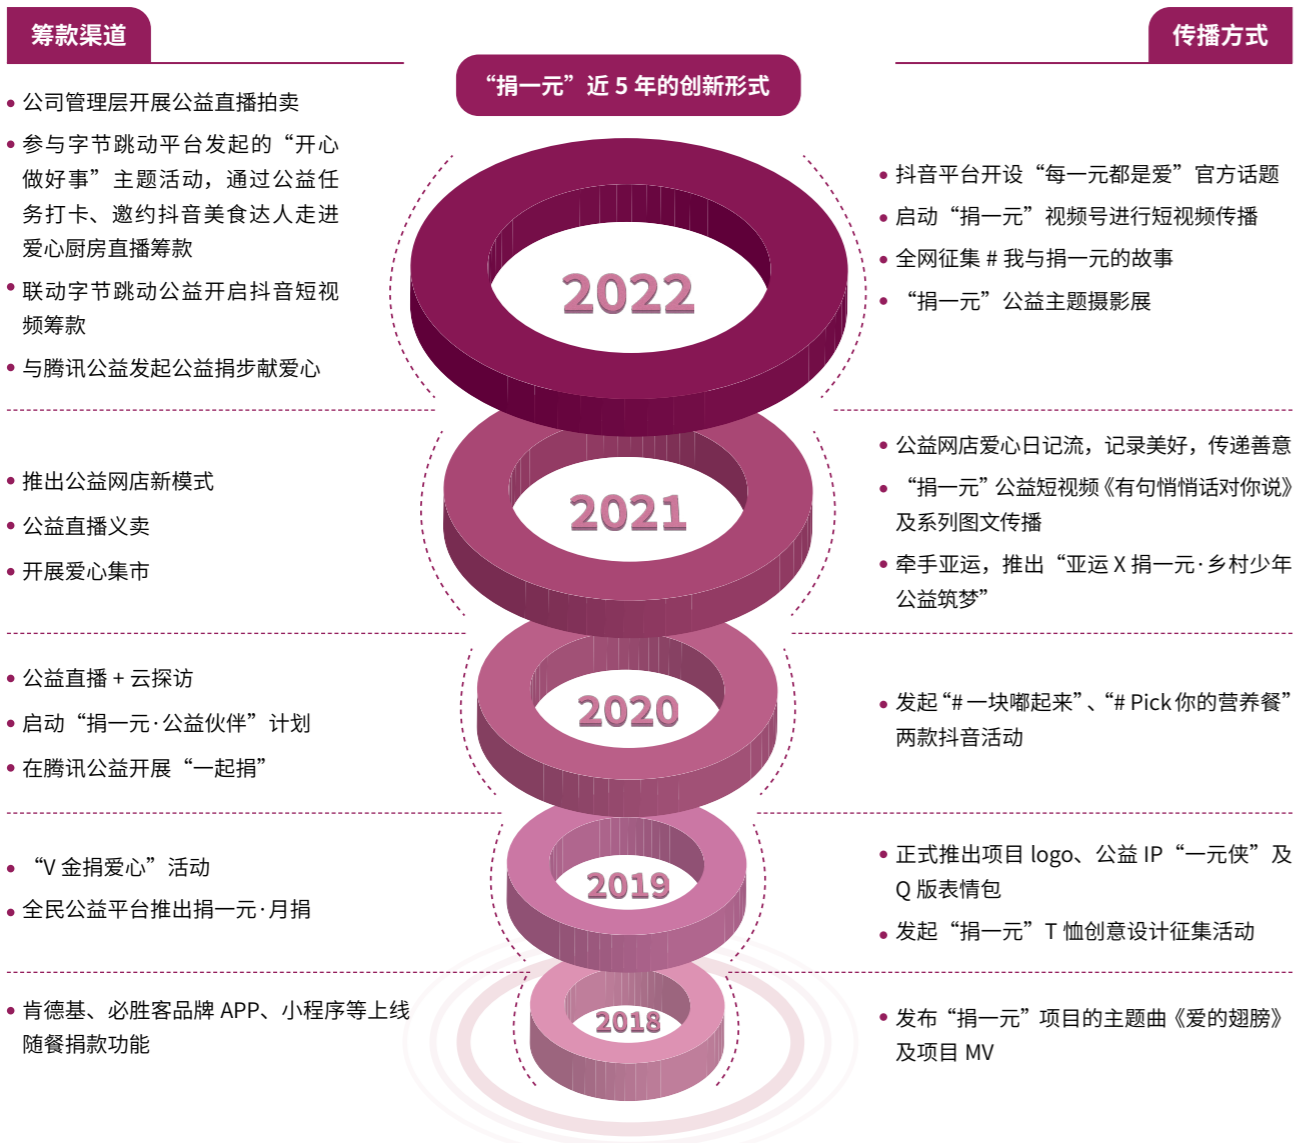 筹款渠道
传播方式
“捐一元”近 5 年的创新形式
公司管理层开展公益直播拍卖
参与字节跳动平台发起的“开心
做好事”主题活动，通过公益任
务打卡、邀约抖音美食达人走进
爱心厨房直播筹款
联动字节跳动公益开启抖音短视
频筹款
与腾讯公益发起公益捐步献爱心
2022
抖音平台开设“每一元都是爱”官方话题
启动“捐一元”视频号进行短视频传播
全网征集 # 我与捐一元的故事
“捐一元”公益主题摄影展
推出公益网店新模式
公益直播义卖
开展爱心集市
2021
公益网店爱心日记流，记录美好，传递善意
“捐一元”公益短视频《有句悄悄话对你说》
及系列图文传播
牵手亚运，推出“亚运 X 捐一元·乡村少年
公益筑梦”
公益直播 + 云探访
启动“捐一元·公益伙伴”计划
在腾讯公益开展“一起捐”
2020
发起“# 一块嘟起来”、“# Pick 你的营养餐”
两款抖音活动
“V 金捐爱心”活动
全民公益平台推出捐一元·月捐
2019
正式推出项目 logo、公益 IP“一元侠”及
Q 版表情包
发起“捐一元”T 恤创意设计征集活动
肯德基、必胜客品牌 APP、小程序等上线
随餐捐款功能
2018
发布“捐一元”项目的主题曲《爱的翅膀》
及项目 MV